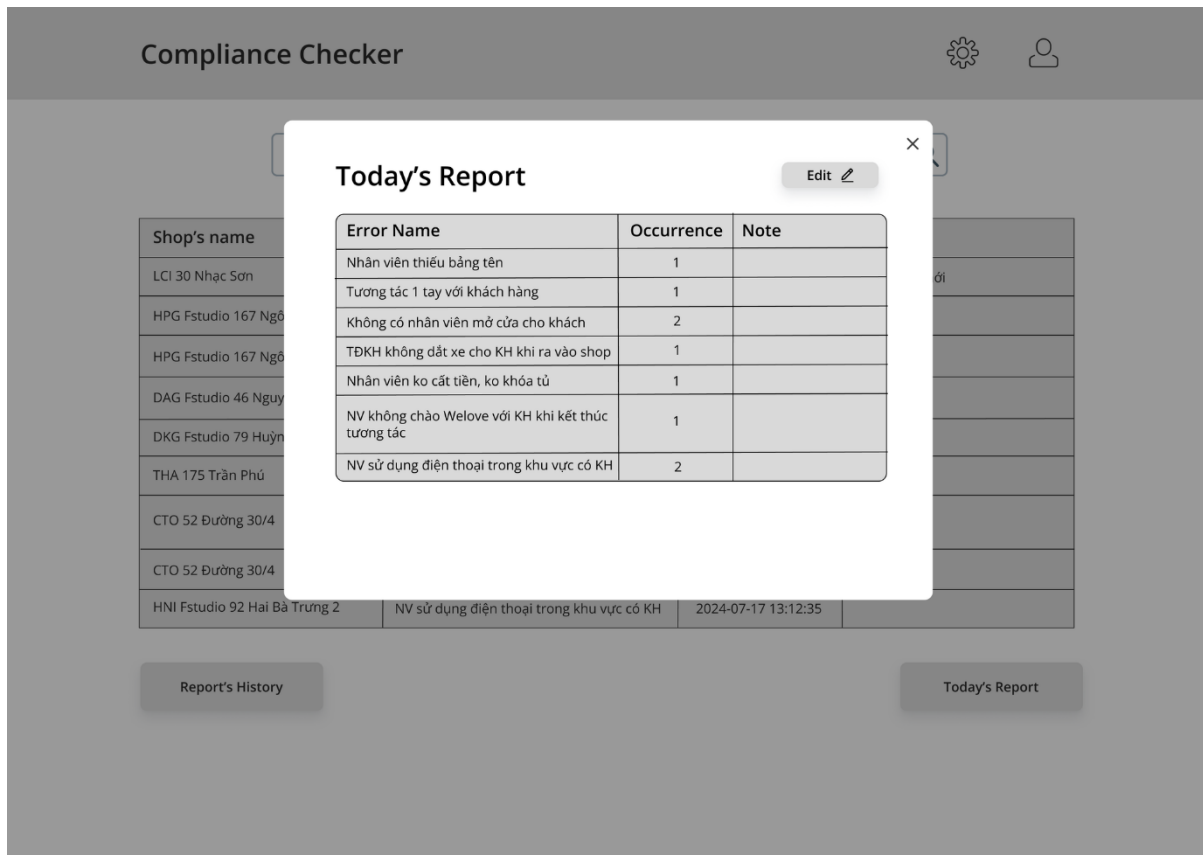 Compliance Checker
Today's Report
Edit
Error Name Occurrence Note
Nhân viên thiếu bảng tên 1
Tương tác 1 tay với khách hàng 1
Không có nhân viên mở cửa cho khách 2
TĐKH không dắt xe cho KH khi ra vào shop 1
Nhân viên ko cất tiền, ko khóa tủ 1
NV không chào Welove với KH khi kết thúc
tương tác 1
NV sử dụng điện thoại trong khu vực có KH 2
Shop's name
LCI 30 Nhạc Sơn
HPG Fstudio 167 Ngô
HPG Fstudio 167 Ngô
DAG Fstudio 46 Nguy
DKG Fstudio 79 Huỳn
THA 175 Trần Phú
CTO 52 Đường 30/4
CTO 52 Đường 30/4
HNI Fstudio 92 Hai Bà Trưng 2 NV sử dụng điện thoại trong khu vực có KH 2024-07-17 13:12:35
Report's History
Today's Report